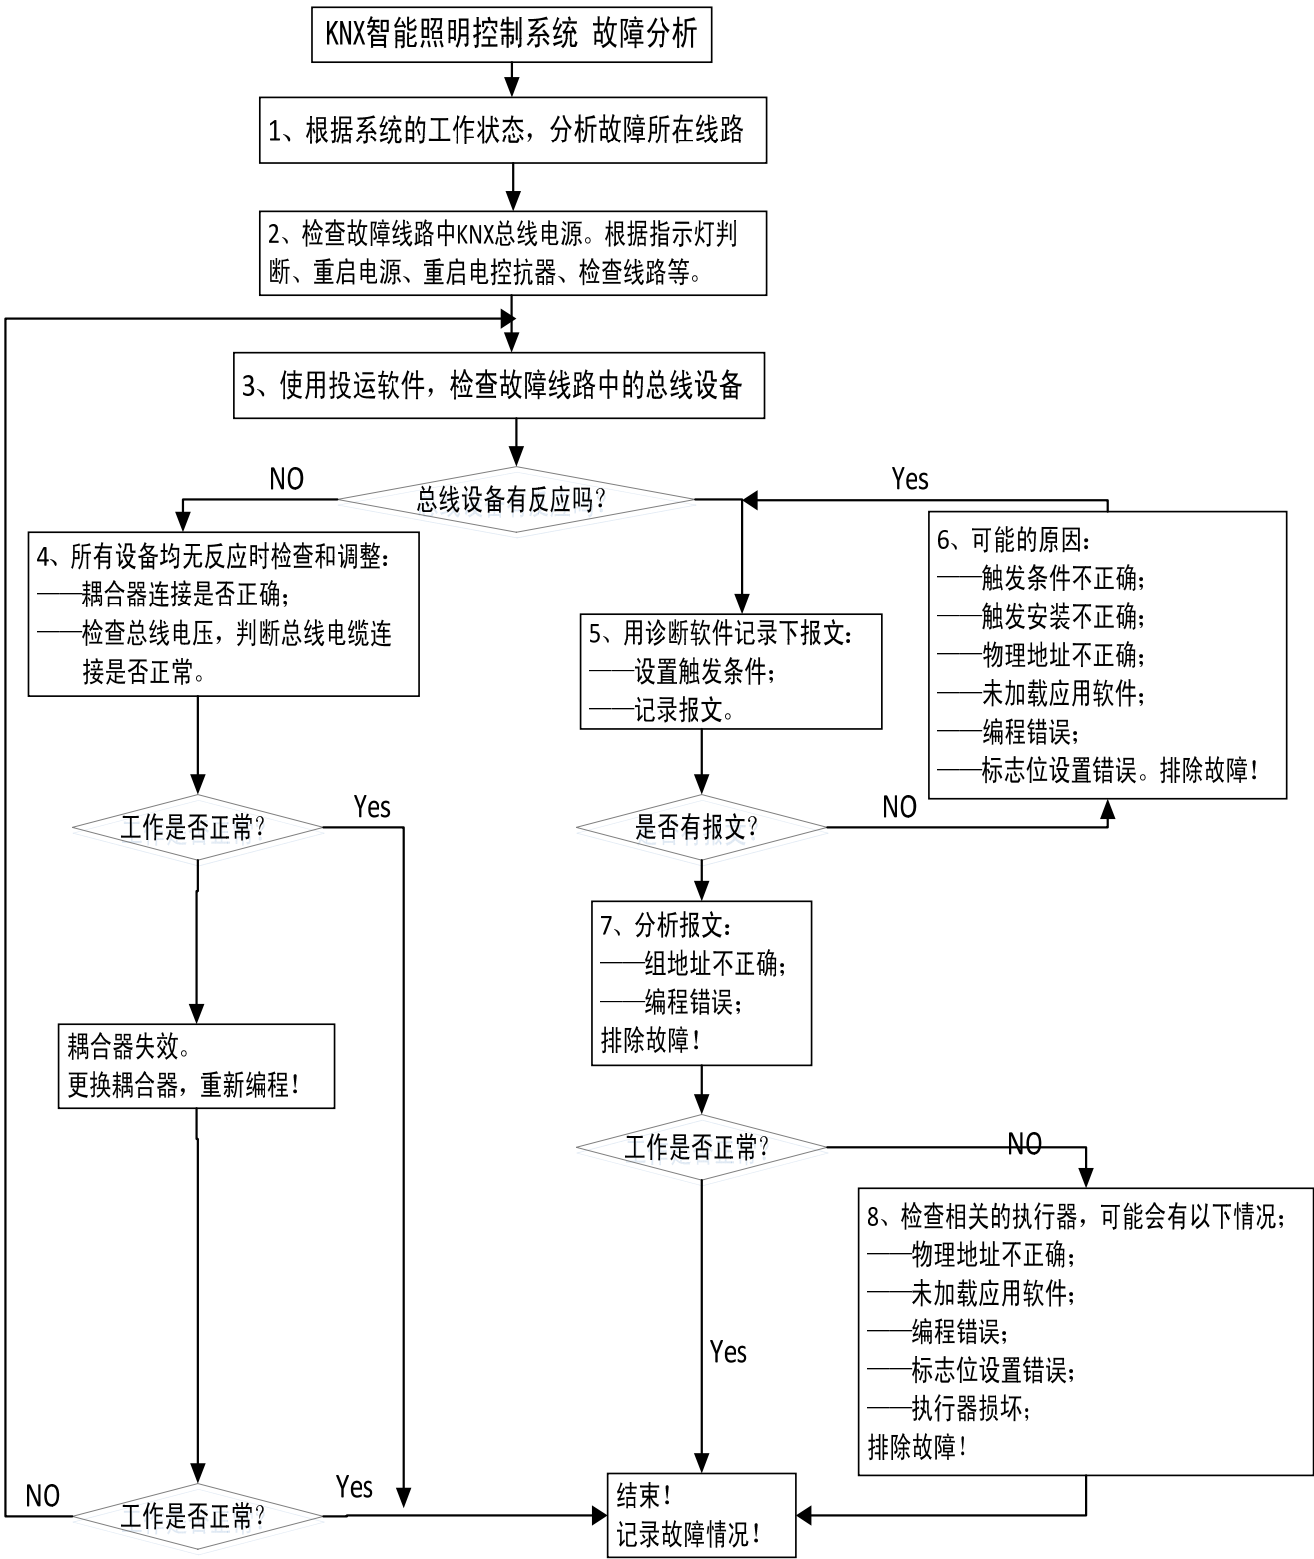 KNX智能照明控制系统 故障分析
1、根据系统的工作状态，分析故障所在线路
2、检查故障线路中KNX总线电源。根据指示灯判
断、重启电源、重启电控抗器、检查线路等。
3、使用投运软件，检查故障线路中的总线设备
NO
总线设备有反应吗？
Yes
4、所有设备均无反应时检查和调整：
——耦合器连接是否正确；
——检查总线电压，判断总线电缆连
接是否正常。
5、用诊断软件记录下报文：
——设置触发条件；
——记录报文。
6、可能的原因：
——触发条件不正确；
——触发安装不正确；
——物理地址不正确；
——未加载应用软件；
——编程错误；
——标志位设置错误。排除故障！
工作是否正常？
Yes
是否有报文？
NO
7、分析报文：
——组地址不正确；
——编程错误；
排除故障！
耦合器失效。
更换耦合器，重新编程！
工作是否正常？
NO
8、检查相关的执行器，可能会有以下情况；
——物理地址不正确；
——未加载应用软件；
——编程错误；
——标志位设置错误；
——执行器损坏；
排除故障！
Yes
NO
工作是否正常？
Yes
结束！
记录故障情况！